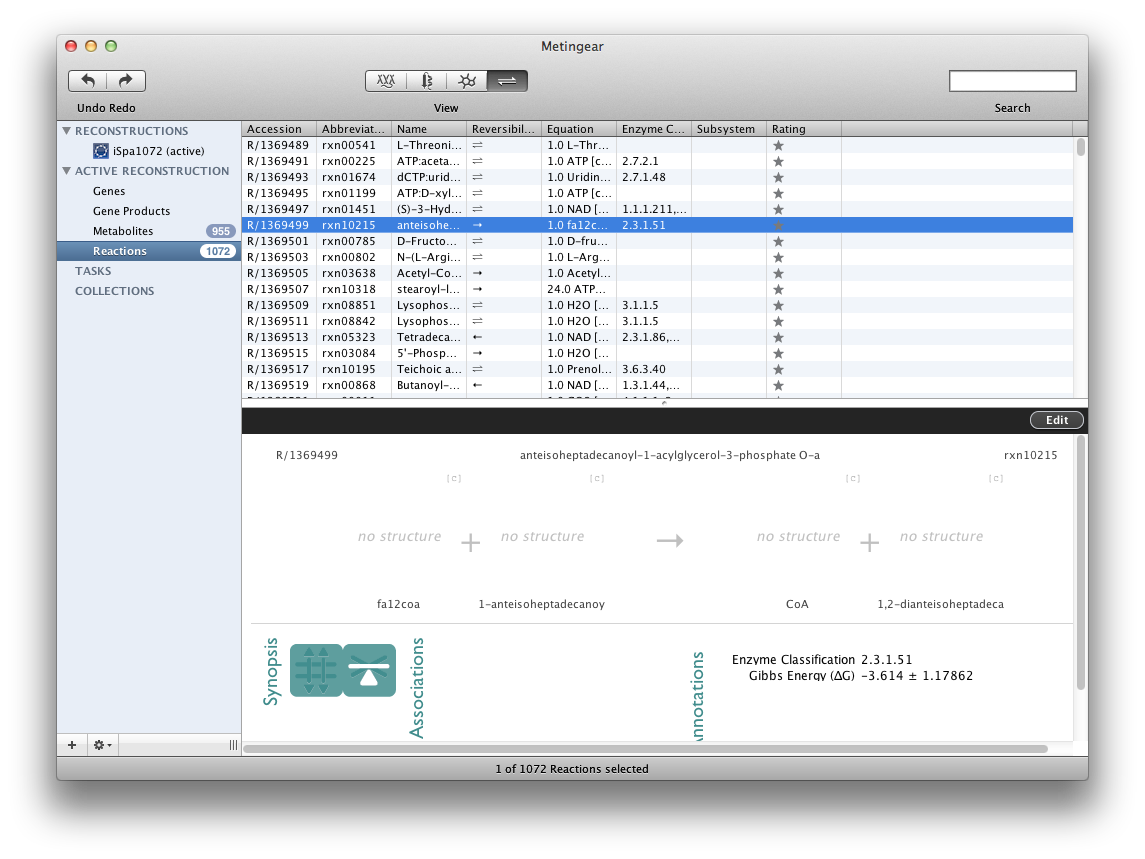 Metingear
Undo Redo
View
Search
RECONSTRUCTIONS
iSpa1072 (active)
ACTIVE RECONSTRUCTION
Genes
Gene Products
Metabolites 955
Reactions 1072
TASKS
COLLECTIONS
Accession Abbreviat... Name Reversibil... Equation Enzyme C... Subsystem Rating
R/1369489 rxn00541 L-Threoni... ⇌ 1.0 L-Thr... ★
R/1369491 rxn00225 ATP:aceta... ⇌ 1.0 ATP [c... 2.7.2.1 ★
R/1369493 rxn01674 dCTP:urid... ⇌ 1.0 Uridin... 2.7.1.48 ★
R/1369495 rxn01199 ATP:D-xyl... ⇌ 1.0 ATP [c... ★
R/1369497 rxn01451 (S)-3-Hyd... ⇌ 1.0 NAD [... 1.1.1.211,... ★
R/1369499 rxn10215 anteisohe... → 1.0 fa12c... 2.3.1.51 ★
R/1369501 rxn00785 D-Fructo... ⇌ 1.0 D-fru... ★
R/1369503 rxn00802 N-(L-Argi... ⇌ 1.0 L-Arg... ★
R/1369505 rxn03638 Acetyl-Co... → 1.0 Acetyl... ★
R/1369507 rxn10318 stearoyl-l... → 24.0 ATP... ★
R/1369509 rxn08851 Lysophos... ⇌ 1.0 H2O [... 3.1.1.5 ★
R/1369511 rxn08842 Lysophos... ⇌ 1.0 H2O [... 3.1.1.5 ★
R/1369513 rxn05323 Tetradeca... ← 1.0 NAD [... 2.3.1.86,... ★
R/1369515 rxn03084 5'-Phosp... → 1.0 H2O [... ★
R/1369517 rxn10195 Teichoic a... ⇌ 1.0 Prenol... 3.6.3.40 ★
R/1369519 rxn00868 Butanoyl-... ← 1.0 NAD [... 1.3.1.44,... ★
Edit
R/1369499 anteisoheptadecanoyl-1-acylglycerol-3-phosphate O-a rxn10215
[c] [c] [c] [c]
no structure + no structure → no structure + no structure
fa12coa 1-anteisoheptadecanoy CoA 1,2-dianteisoheptadeca
Synopsis
Associations
nnotations
Enzyme Classification 2.3.1.51
Gibbs Energy (ΔG) -3.614 ± 1.17862
1 of 1072 Reactions selected